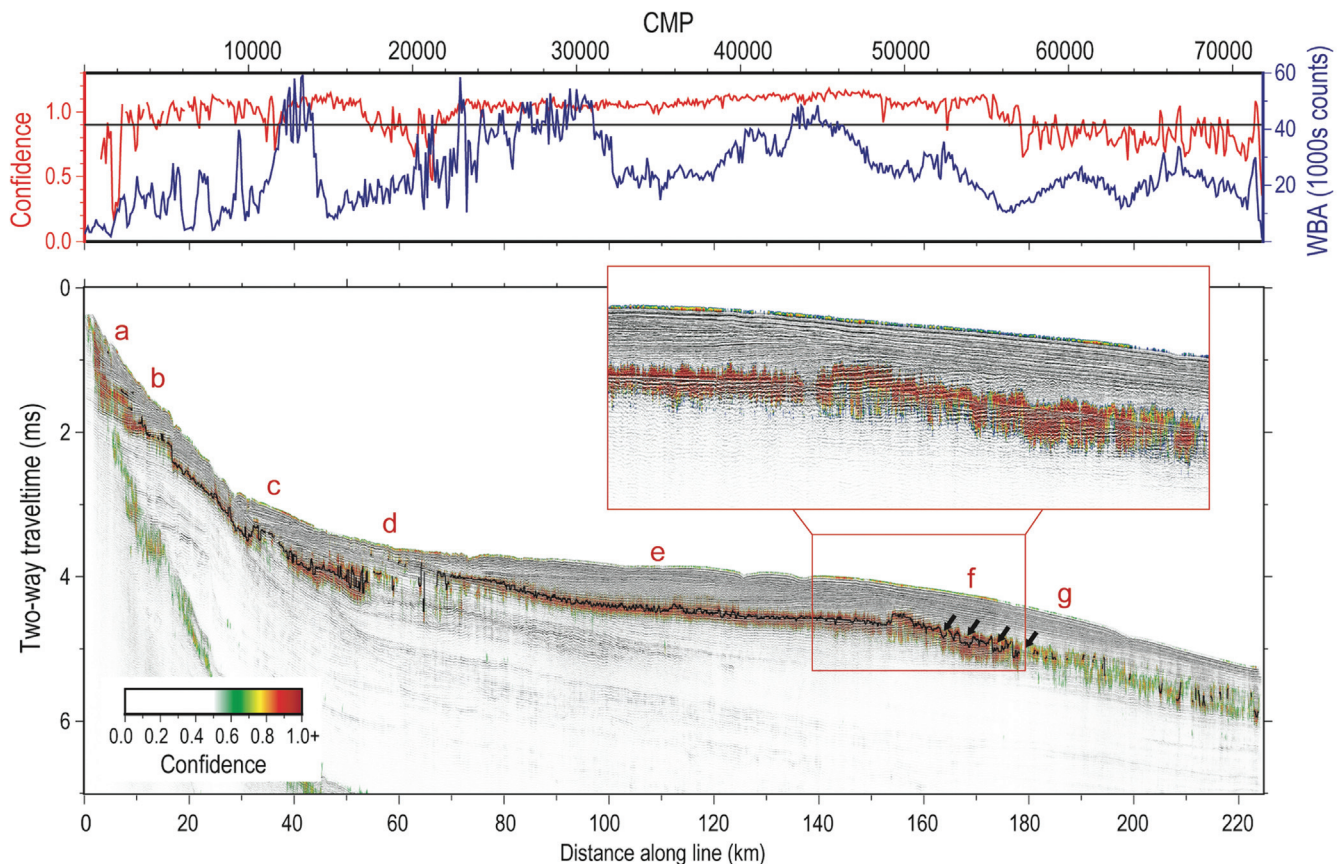 CMP
10000 20000 30000 40000 50000 60000 70000
Confidence
1.0
0.5
0.0
60
40
20
WBA (1000s counts)
Two-way traveltime (ms)
0
2
4
6
a
b
c
d
e
f
g
0.0 0.2 0.4 0.6 0.8 1.0+
Confidence
0 20 40 60 80 100 120 140 160 180 200 220
Distance along line (km)